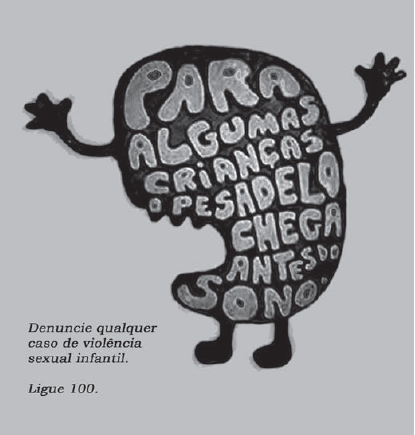 PARA
ALGUMAS
CRiANÇAS
O PESADELO
CHEGA
ANTES DO
SONO.
Denuncie qualquer
caso de violência
sexual infantil.
Ligue 100.